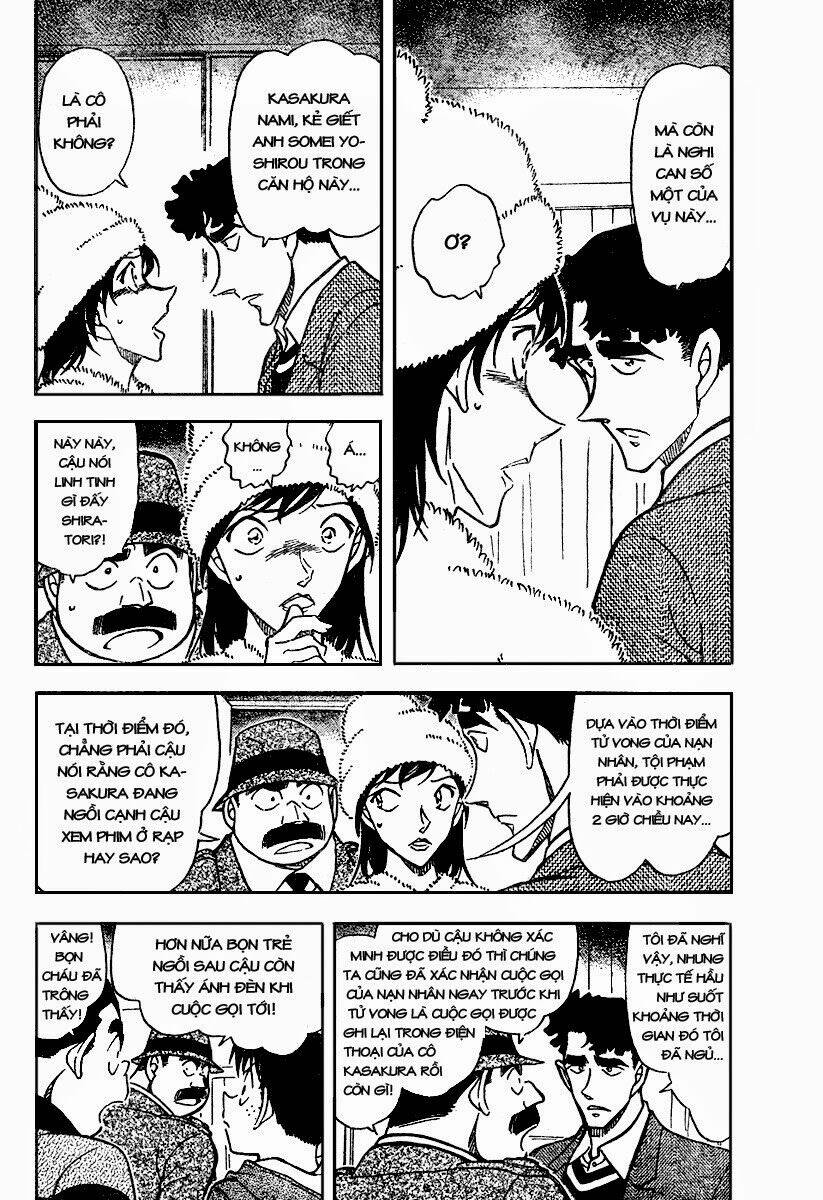 MÀ CÒN
LÀ NGHI
CAN SỐ
MỘT CỦA
VỤ NÀY...
Ơ?
KASAKURA
NAMI, KẺ GIẾT
ANH SOMEI YO-
SHIROU TRONG
CĂN HỘ NÀY...
LÀ CÔ
PHẢI
KHÔNG?
Á...
KHÔNG
...
NÀY NÀY,
CẬU NÓI
LINH TINH
GÌ ĐẤY
SHIRA-
TORI?!
DỰA VÀO THỜI ĐIỂM
TỬ VONG CỦA NẠN
NHÂN, TỘI PHẠM
PHẢI ĐƯỢC THỰC
HIỆN VÀO KHOẢNG
2 GIỜ CHIỀU NAY...
TẠI THỜI ĐIỂM ĐÓ,
CHẲNG PHẢI CẬU
NÓI RẰNG CÔ KA-
SAKURA ĐANG
NGỒI CẠNH CẬU
XEM PHIM Ở RẠP
HAY SAO?
TÔI ĐÃ NGHĨ
VẬY, NHƯNG
THỰC TẾ HẦU
NHƯ SUỐT
KHOẢNG THỜI
GIAN ĐÓ TÔI
ĐÃ NGỦ...
CHO DÙ CẬU KHÔNG XÁC
MINH ĐƯỢC ĐIỀU ĐÓ THÌ CHÚNG
TA CŨNG ĐÃ XÁC NHẬN CUỘC GỌI
CỦA NẠN NHÂN NGAY TRƯỚC KHI
TỬ VONG LÀ CUỘC GỌI ĐƯỢC
GHI LẠI TRONG ĐIỆN
THOẠI CỦA CÔ
KASAKURA RỒI
CÒN GÌ!
HƠN NỮA BỌN TRẺ
NGỒI SAU CẬU CÒN
THẤY ÁNH ĐÈN KHI
CUỘC GỌI TỚI!
VÂNG!
BỌN
CHÁU ĐÃ
TRÔNG
THẤY!